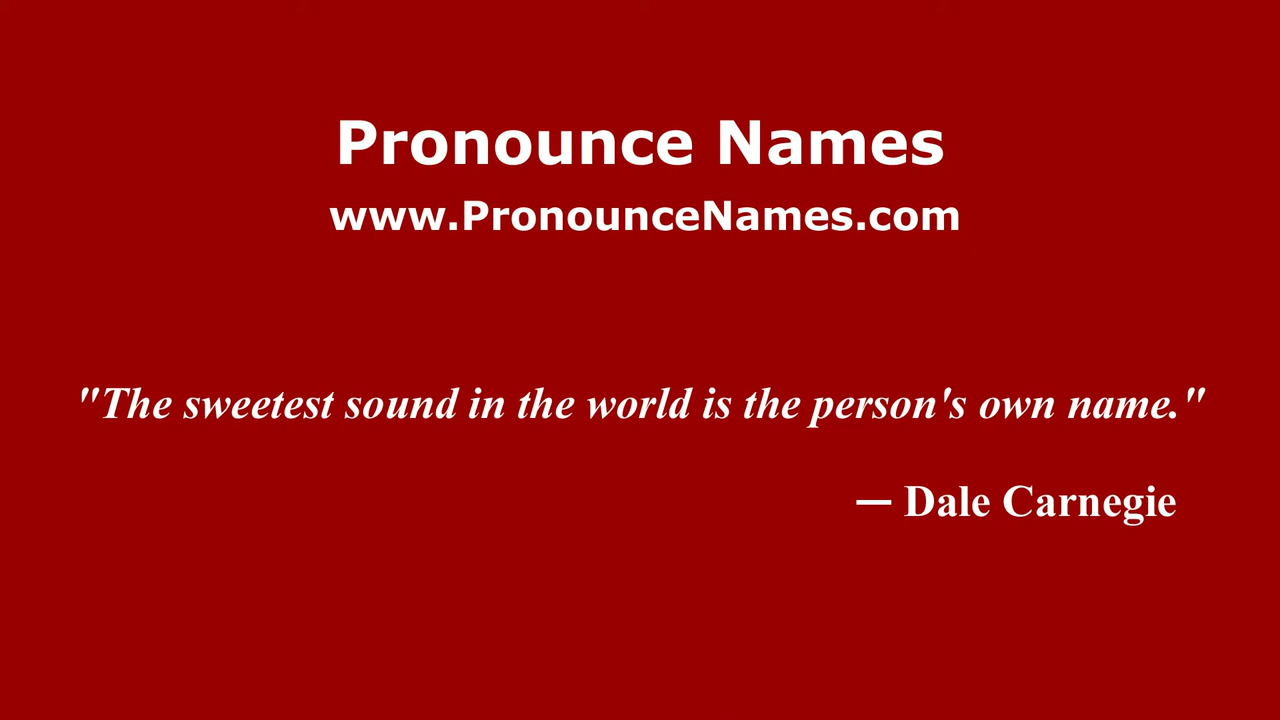 Pronounce Names
www.PronounceNames.com
"The sweetest sound in the world is the person's own name."
— Dale Carnegie